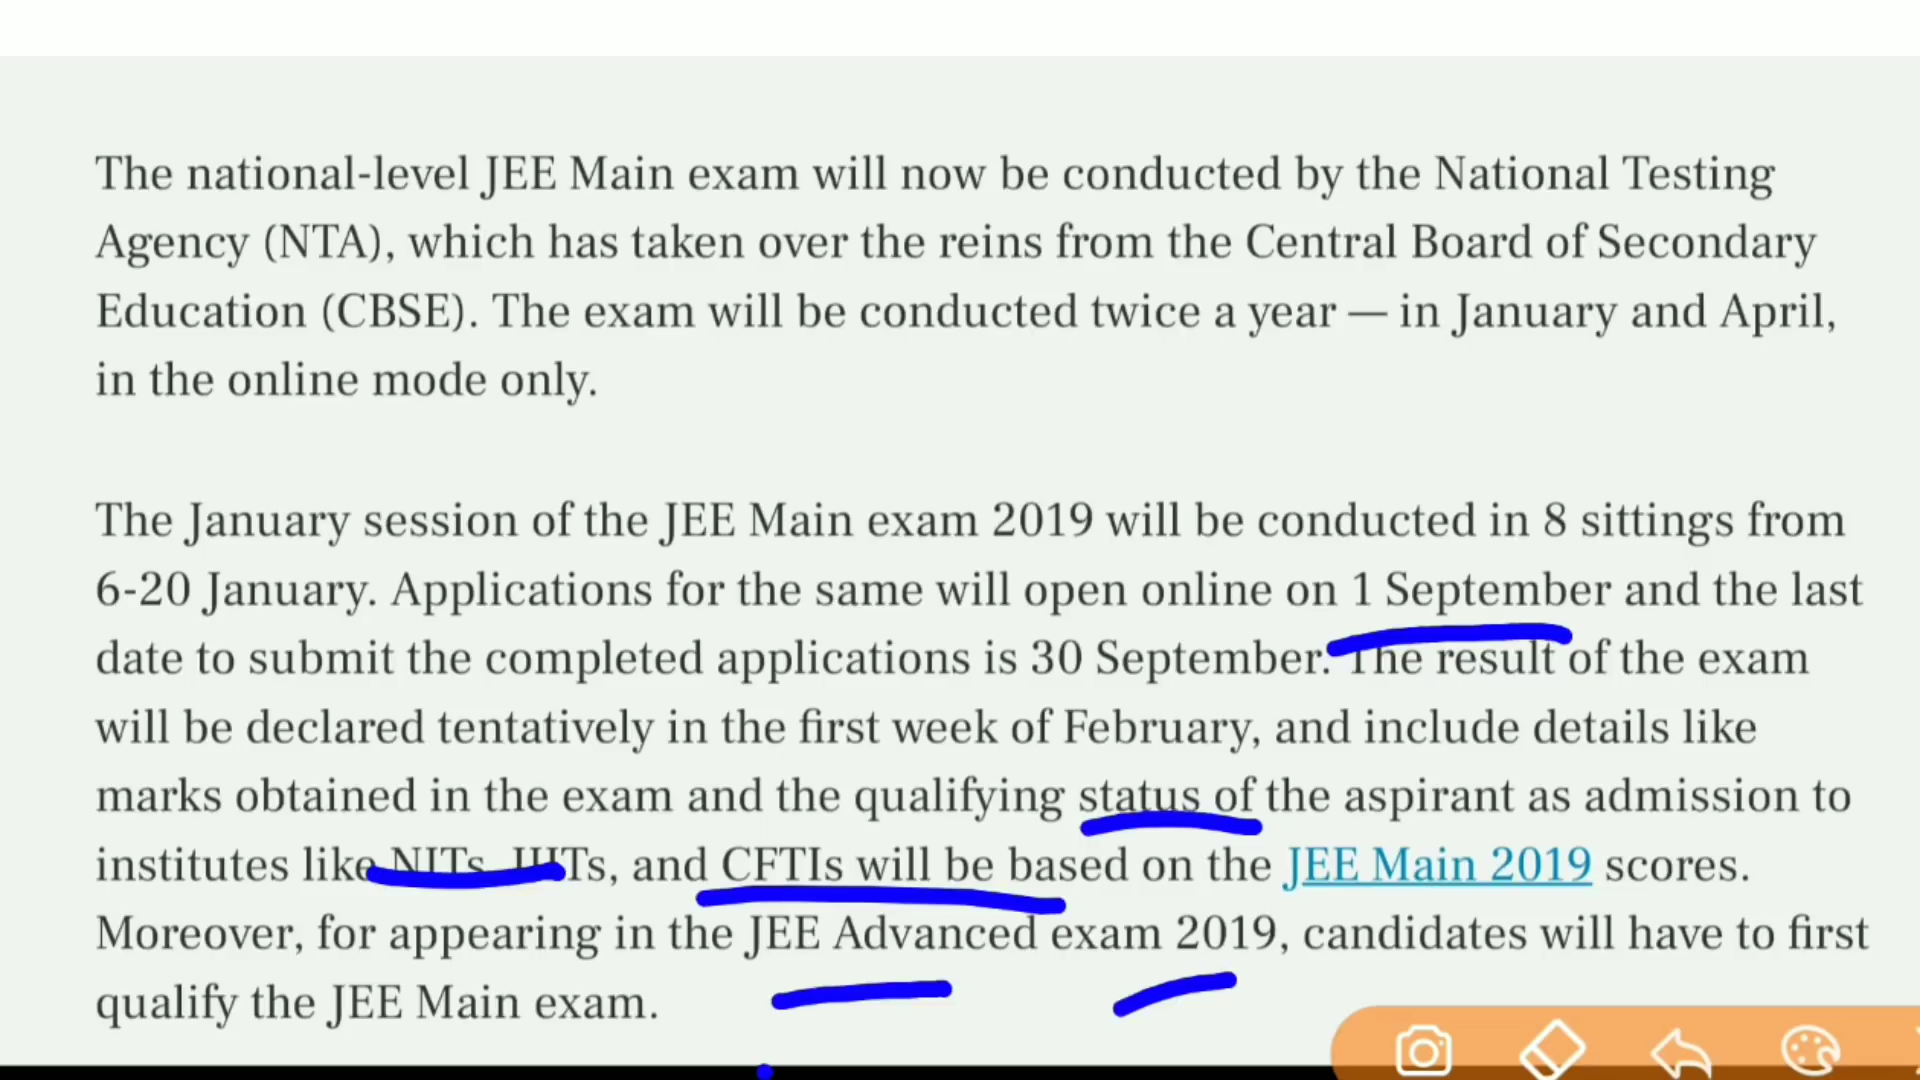 The national-level JEE Main exam will now be conducted by the National Testing
Agency (NTA), which has taken over the reins from the Central Board of Secondary
Education (CBSE). The exam will be conducted twice a year — in January and April,
in the online mode only.
The January session of the JEE Main exam 2019 will be conducted in 8 sittings from
6-20 January. Applications for the same will open online on 1 September and the last
date to submit the completed applications is 30 September. The result of the exam
will be declared tentatively in the first week of February, and include details like
marks obtained in the exam and the qualifying status of the aspirant as admission to
institutes like NITs, IIITs, and CFTIs will be based on the JEE Main 2019 scores.
Moreover, for appearing in the JEE Advanced exam 2019, candidates will have to first
qualify the JEE Main exam.